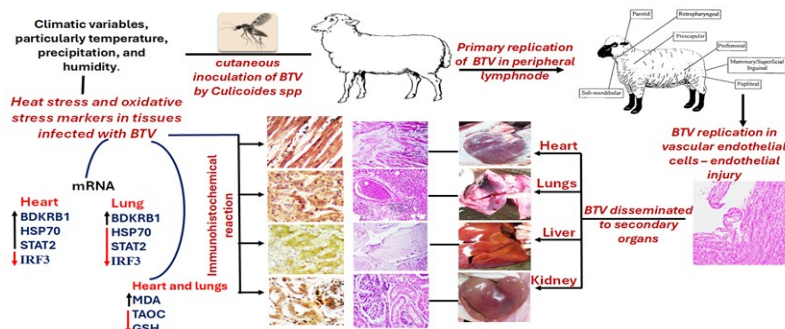 Climatic variables,
particularly temperature,
precipitation, and
humidity.
cutaneous
inoculation of BTV
by Culicoides spp
Primary replication
of BTV in peripheral
lymphnode
Parotid
Retropharyngeal
Prescapular
Prefemoral
Mammary/Superficial
Inguinal
Popliteal
Sub-mandibular
Heat stress and oxidative
stress markers in tissues
infected with BTV
BTV replication in
vascular endothelial
cells – endothelial
injury
mRNA
Heart
BDKRB1
HSP70
STAT2
IRF3
Lung
BDKRB1
HSP70
STAT2
IRF3
Heart and lungs
MDA
TAOC
GSH
Immunohistochemical
reaction
Heart
Lungs
Liver
Kidney
BTV disseminated
to secondary
organs